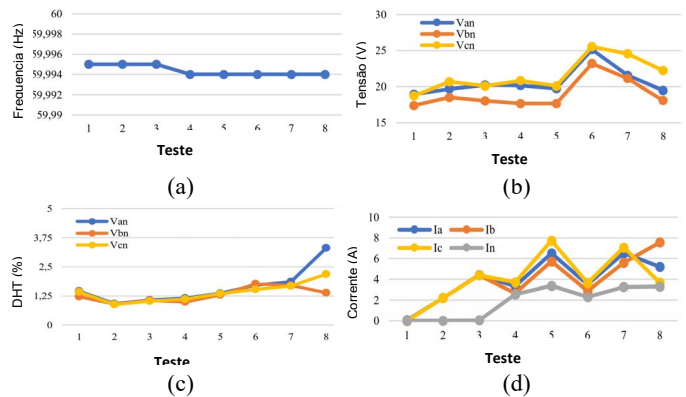 60
59,998
59,996
59,994
59,992
59,99
Frequencia (Hz)
1 2 3 4 5 6 7 8
Teste
(a)
30
25
20
15
Tensão (V)
Van
Vbn
Vcn
1 2 3 4 5 6 7 8
Teste
(b)
5
3,75
2,5
1,25
0
DHT (%)
Van
Vbn
Vcn
1 2 3 4 5 6 7 8
Teste
(c)
10
8
6
4
2
0
Corrente (A)
Ia Ib
Ic In
1 2 3 4 5 6 7 8
Teste
(d)